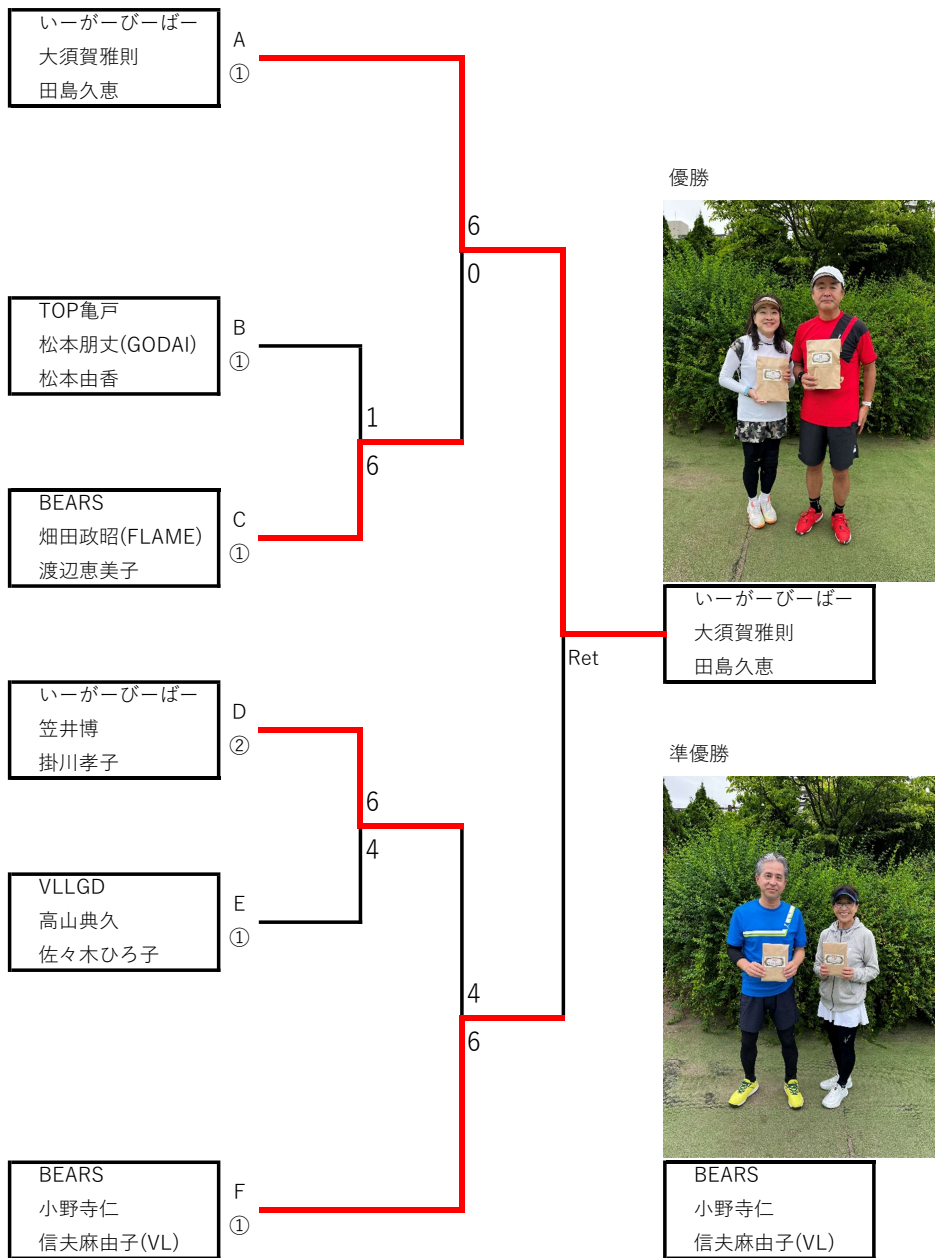 いーがーびーばー
大須賀雅則
田島久恵
A
①
6
0
TOP亀戸
松本朋丈(GODAI)
松本由香
B
①
1
6
BEARS
畑田政昭(FLAME)
渡辺恵美子
C
①
いーがーびーばー
笠井博
掛川孝子
D
②
6
4
VLLGD
高山典久
佐々木ひろ子
E
①
4
6
BEARS
小野寺仁
信夫麻由子(VL)
F
①
Ret
優勝
いーがーびーばー
大須賀雅則
田島久恵
準優勝
BEARS
小野寺仁
信夫麻由子(VL)